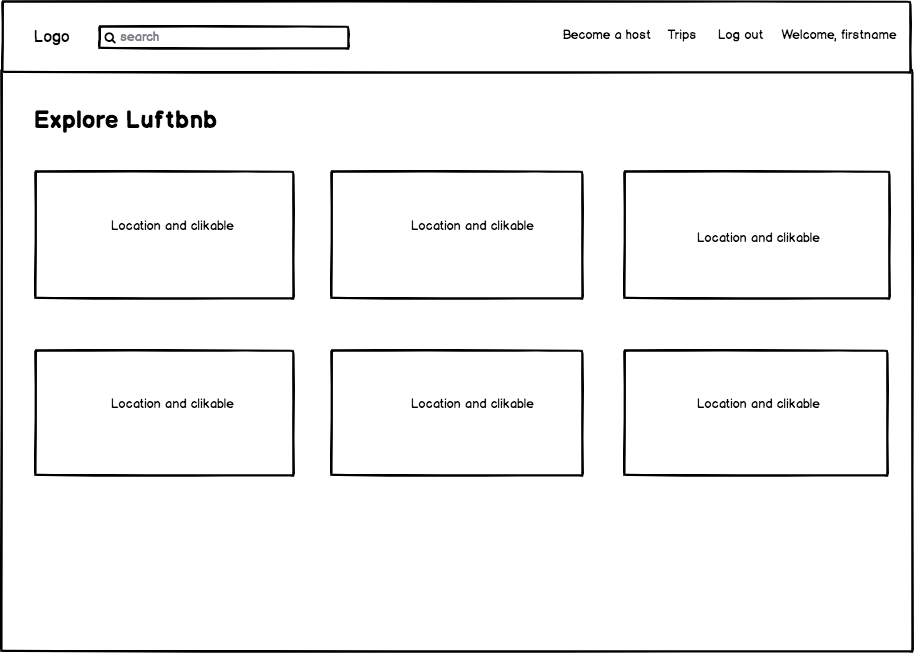 Logo
search
Become a host
Trips
Log out
Welcome, firstname
Explore Luftbnb
Location and clikable
Location and clikable
Location and clikable
Location and clikable
Location and clikable
Location and clikable